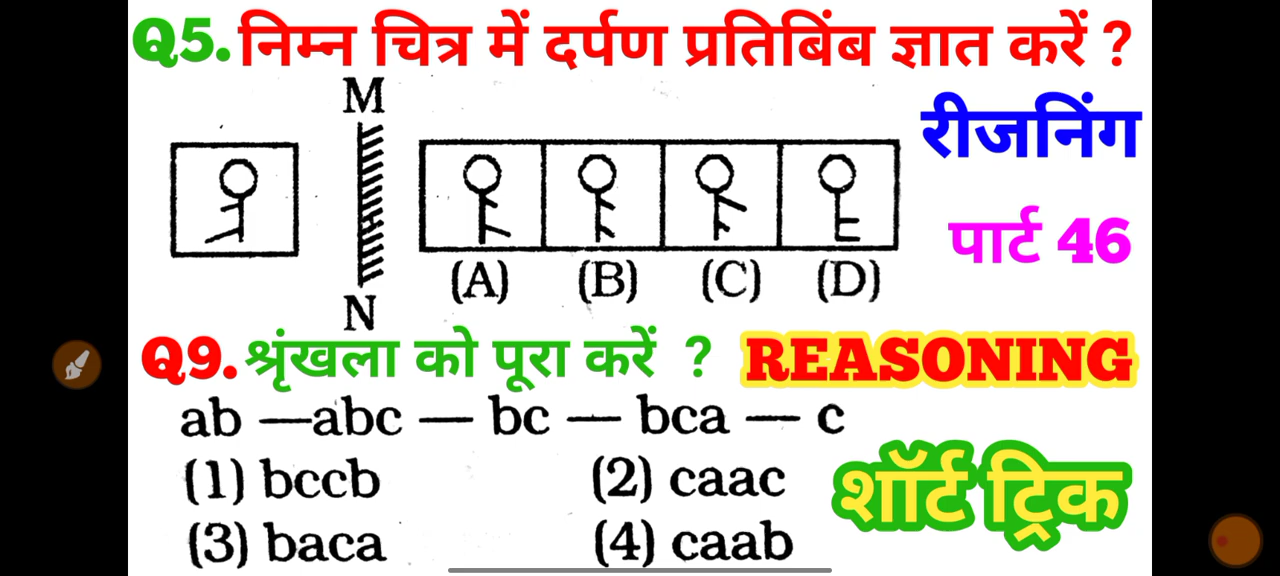 Q5. निम्न चित्र में दर्पण प्रतिबिंब ज्ञात करें ?
M
N
(A) (B) (C) (D)
रीजनिंग
पार्ट 46
Q9. श्रृंखला को पूरा करें ?
REASONING
ab — abc — bc — bca — c
(1) bccb (2) caac
(3) baca (4) caab
शॉर्ट ट्रिक